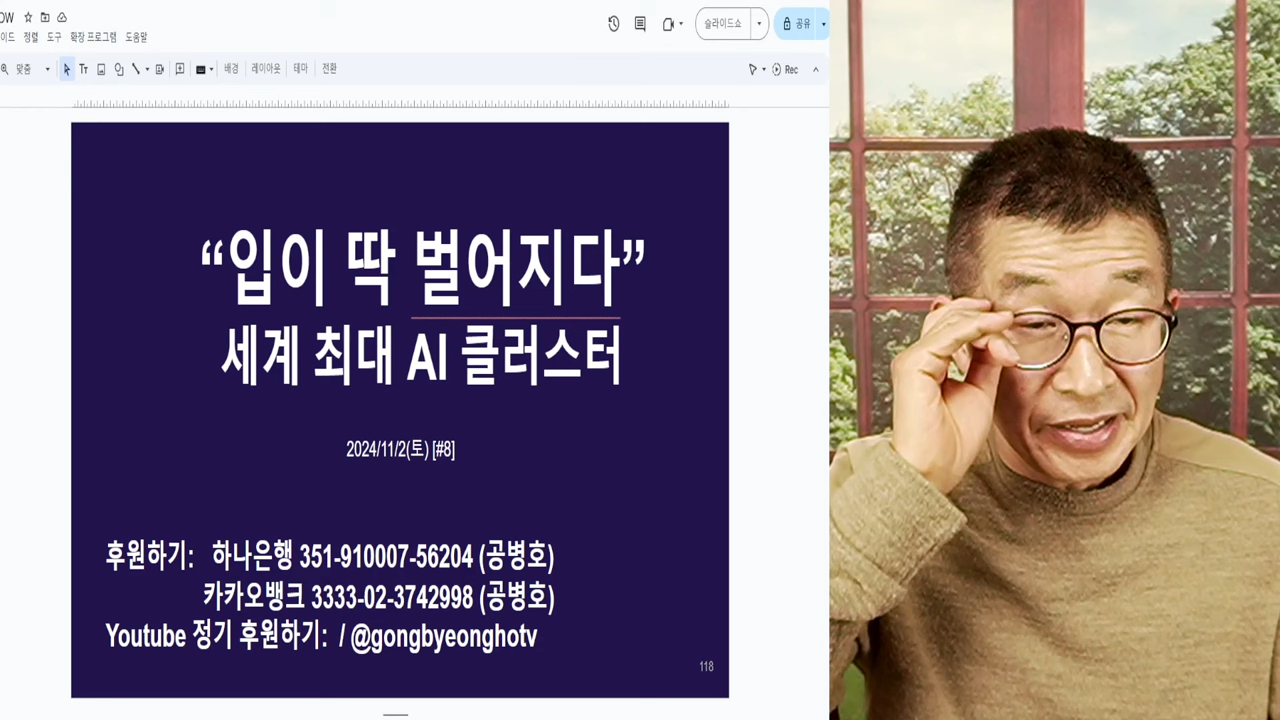 OW
이드 정렬 도구 확장 프로그램 도움말
슬라이드쇼
공유
맞춤
Tr
배경
레이아웃
테마
전환
Rec
“입이 딱 벌어지다”
세계 최대 AI 클러스터
2024/11/2(토) [#8]
후원하기: 하나은행 351-910007-56204 (공병호)
카카오뱅크 3333-02-3742998 (공병호)
Youtube 정기 후원하기: / @gongbyeonghotv
118